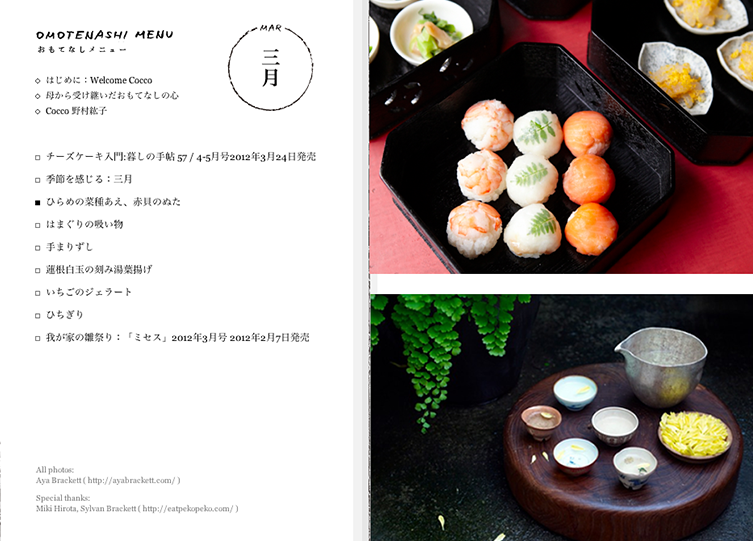 OMOTENASHI MENU
おもてなしメニュー
MAR
三月
◇ はじめに：Welcome Cocco
◇ 母から受け継いだおもてなしの心
◇ Cocco 野村紘子
□ チーズケーキ入門:暮しの手帖 57 / 4-5月号2012年3月24日発売
□ 季節を感じる：三月
■ ひらめの菜種あえ、赤貝のぬた
□ はまぐりの吸い物
□ 手まりずし
□ 蓮根白玉の刻み湯葉揚げ
□ いちごのジェラート
□ ひちぎり
□ 我が家の雛祭り：「ミセス」2012年3月号 2012年2月7日発売
All photos:
Aya Brackett ( http://ayabrackett.com/ )
Special thanks:
Miki Hirota, Sylvan Brackett ( http://eatpekopeko.com/ )